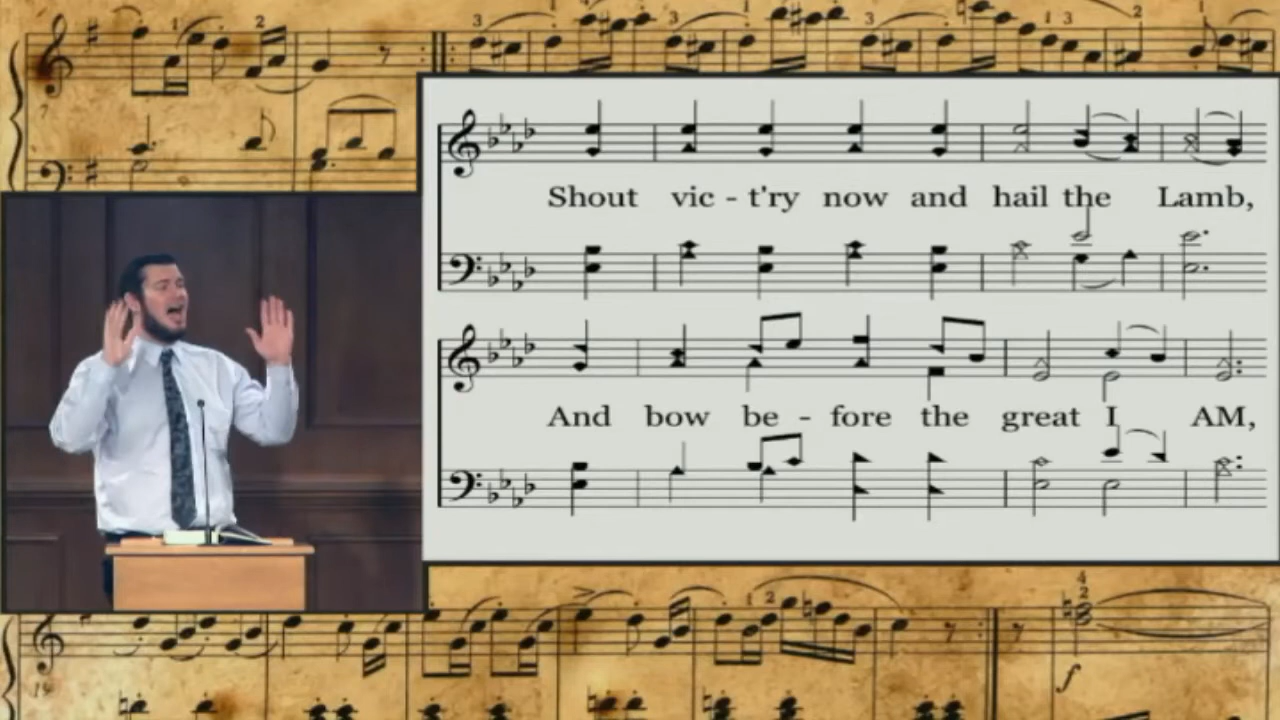 Shout vic - t'ry now and hail the Lamb,
And bow be - fore the great I AM,